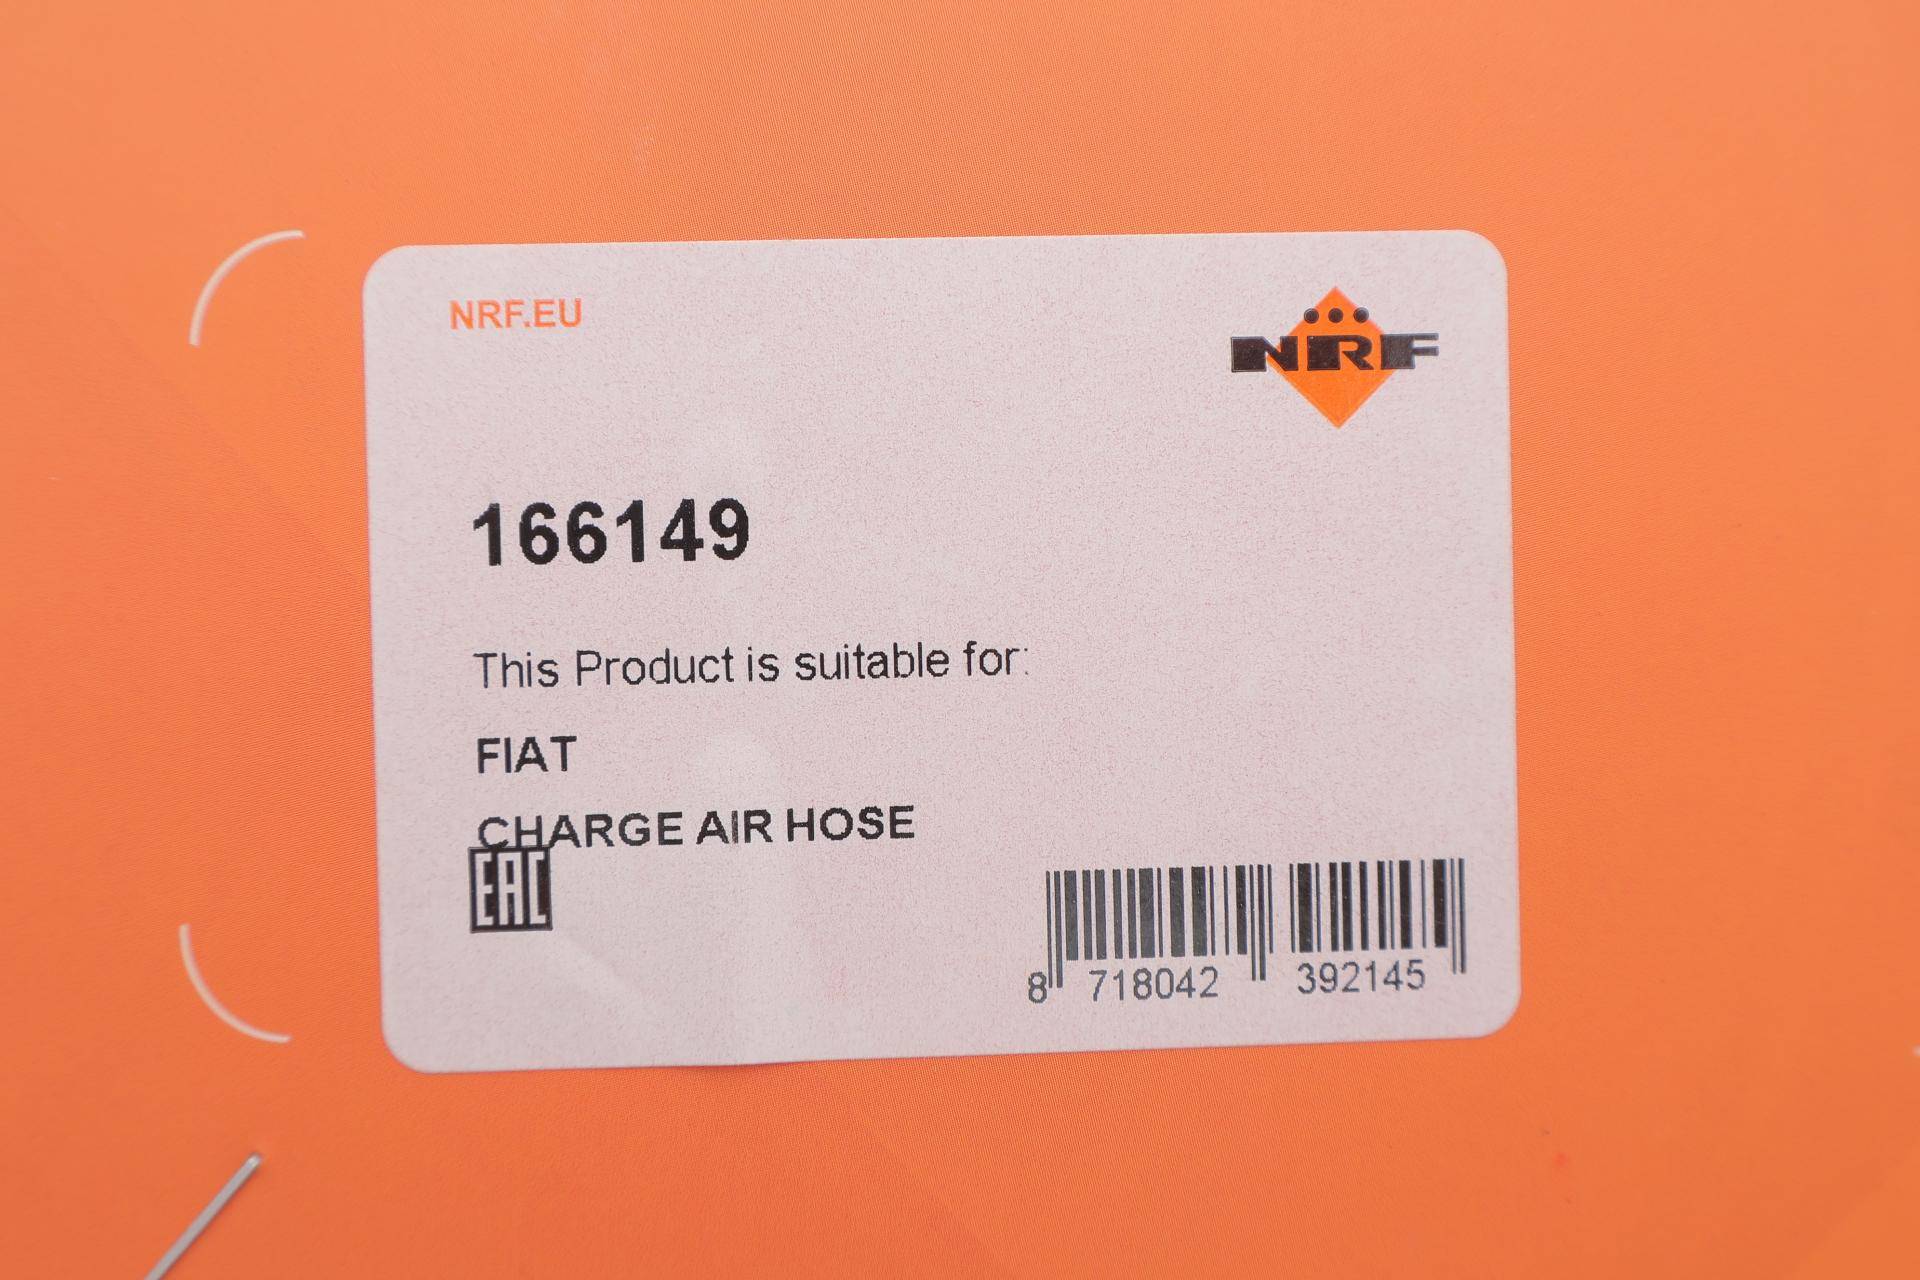 NRF.EU
NRF
166149
This Product is suitable for:
FIAT
CHARGE AIR HOSE
EAC
8 718042 392145